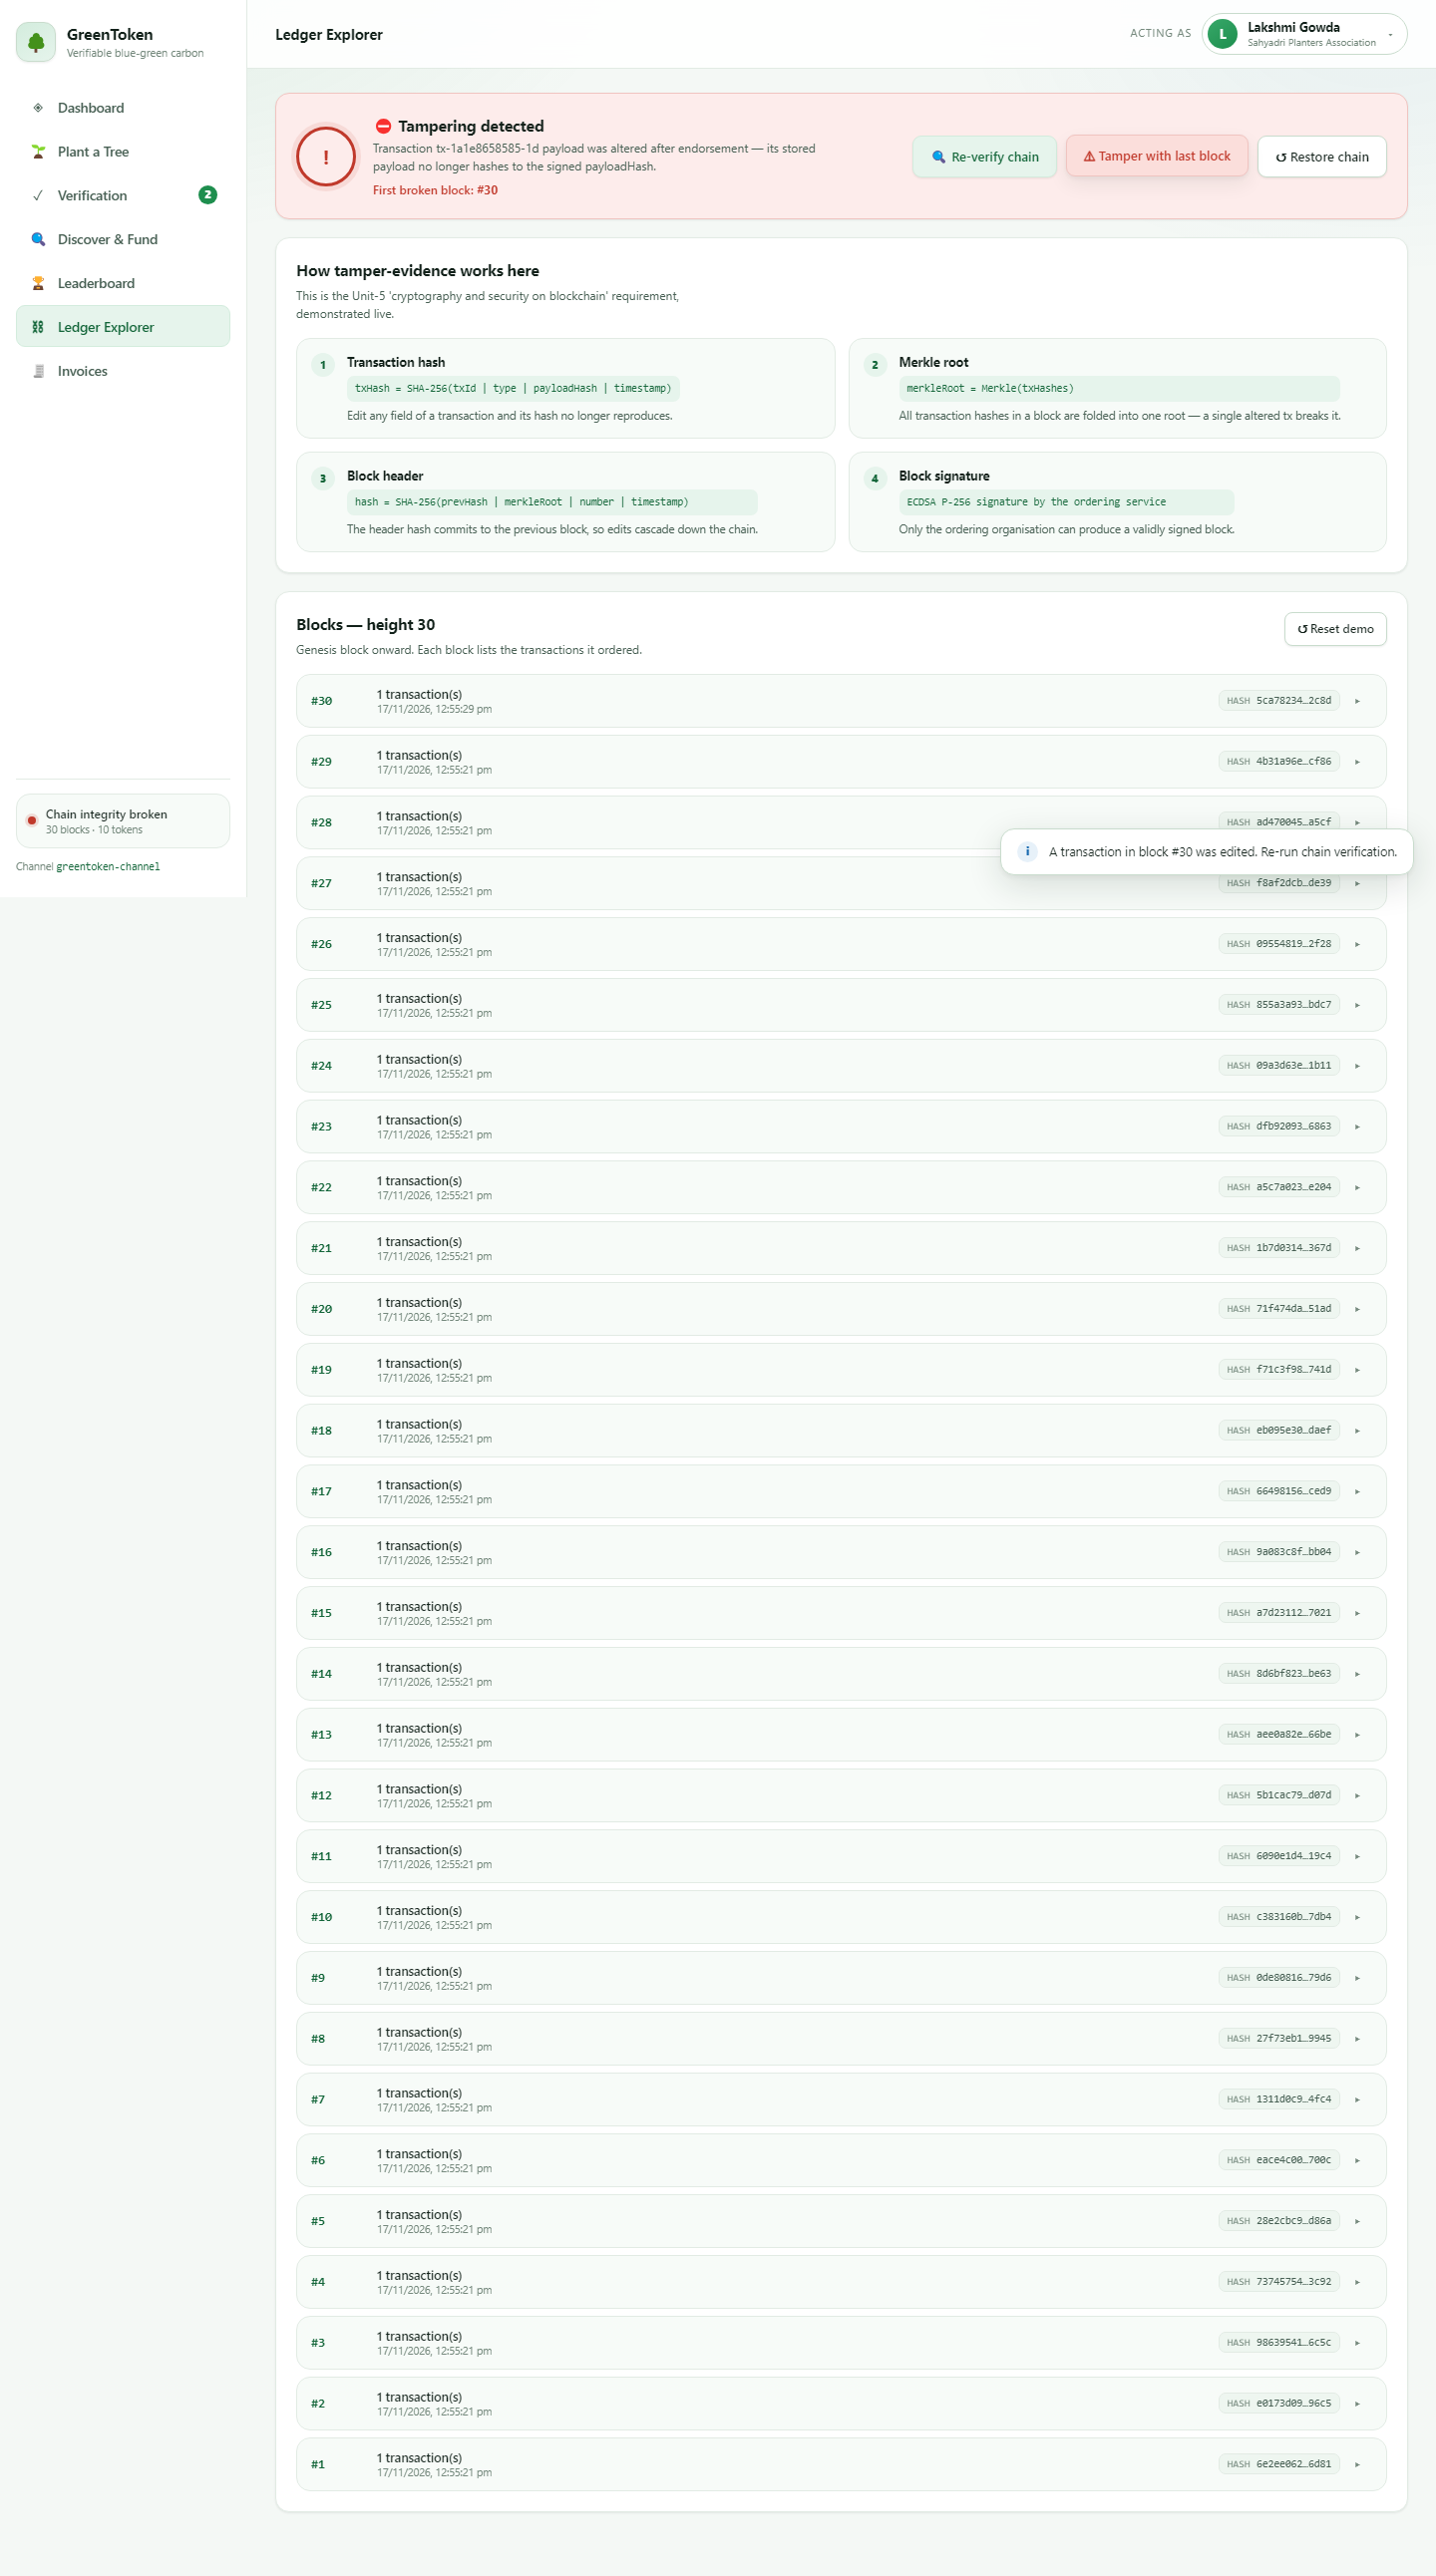 GreenToken
Verifiable blue-green carbon
Dashboard
Plant a Tree
Verification 2
Discover & Fund
Leaderboard
Ledger Explorer
Invoices
Chain integrity broken
30 blocks · 10 tokens
Channel greentoken-channel
Ledger Explorer
ACTING AS
L
Lakshmi Gowda
Sahyadri Planters Association
!
Tampering detected
Transaction tx-1a1e8658585-1d payload was altered after endorsement — its stored
payload no longer hashes to the signed payloadHash.
First broken block: #30
Re-verify chain
Tamper with last block
Restore chain
How tamper-evidence works here
This is the Unit-5 'cryptography and security on blockchain' requirement,
demonstrated live.
1 Transaction hash
txHash = SHA-256(txId | type | payloadHash | timestamp)
Edit any field of a transaction and its hash no longer reproduces.
2 Merkle root
merkleRoot = Merkle(txHashes)
All transaction hashes in a block are folded into one root — a single altered tx breaks it.
3 Block header
hash = SHA-256(prevHash | merkleRoot | number | timestamp)
The header hash commits to the previous block, so edits cascade down the chain.
4 Block signature
ECDSA P-256 signature by the ordering service
Only the ordering organisation can produce a validly signed block.
Blocks — height 30
Genesis block onward. Each block lists the transactions it ordered.
Reset demo
#30 1 transaction(s) HASH 5ca78234…2c8d
17/11/2026, 12:55:29 pm
#29 1 transaction(s) HASH 4b31a96e…cf86
17/11/2026, 12:55:21 pm
#28 1 transaction(s) HASH ad470045…a5cf
17/11/2026, 12:55:21 pm
i A transaction in block #30 was edited. Re-run chain verification.
#27 1 transaction(s) HASH f8af2dcb…de39
17/11/2026, 12:55:21 pm
#26 1 transaction(s) HASH 09554819…2f28
17/11/2026, 12:55:21 pm
#25 1 transaction(s) HASH 855a3a93…bdc7
17/11/2026, 12:55:21 pm
#24 1 transaction(s) HASH 09a3d63e…1b11
17/11/2026, 12:55:21 pm
#23 1 transaction(s) HASH dfb92093…6863
17/11/2026, 12:55:21 pm
#22 1 transaction(s) HASH a5c7a023…e204
17/11/2026, 12:55:21 pm
#21 1 transaction(s) HASH 1b7d0314…367d
17/11/2026, 12:55:21 pm
#20 1 transaction(s) HASH 71f474da…51ad
17/11/2026, 12:55:21 pm
#19 1 transaction(s) HASH f71c3f98…741d
17/11/2026, 12:55:21 pm
#18 1 transaction(s) HASH eb095e30…daef
17/11/2026, 12:55:21 pm
#17 1 transaction(s) HASH 66498156…ced9
17/11/2026, 12:55:21 pm
#16 1 transaction(s) HASH 9a083c8f…bb04
17/11/2026, 12:55:21 pm
#15 1 transaction(s) HASH a7d23112…7021
17/11/2026, 12:55:21 pm
#14 1 transaction(s) HASH 8d6bf823…be63
17/11/2026, 12:55:21 pm
#13 1 transaction(s) HASH aee0a82e…66be
17/11/2026, 12:55:21 pm
#12 1 transaction(s) HASH 5b1cac79…d07d
17/11/2026, 12:55:21 pm
#11 1 transaction(s) HASH 6090e1d4…19c4
17/11/2026, 12:55:21 pm
#10 1 transaction(s) HASH c383160b…7db4
17/11/2026, 12:55:21 pm
#9 1 transaction(s) HASH 0de80816…79d6
17/11/2026, 12:55:21 pm
#8 1 transaction(s) HASH 27f73eb1…9945
17/11/2026, 12:55:21 pm
#7 1 transaction(s) HASH 1311d0c9…4fc4
17/11/2026, 12:55:21 pm
#6 1 transaction(s) HASH eace4c00…700c
17/11/2026, 12:55:21 pm
#5 1 transaction(s) HASH 28e2cbc9…d86a
17/11/2026, 12:55:21 pm
#4 1 transaction(s) HASH 73745754…3c92
17/11/2026, 12:55:21 pm
#3 1 transaction(s) HASH 98639541…6c5c
17/11/2026, 12:55:21 pm
#2 1 transaction(s) HASH e0173d09…96c5
17/11/2026, 12:55:21 pm
#1 1 transaction(s) HASH 6e2ee062…6d81
17/11/2026, 12:55:21 pm